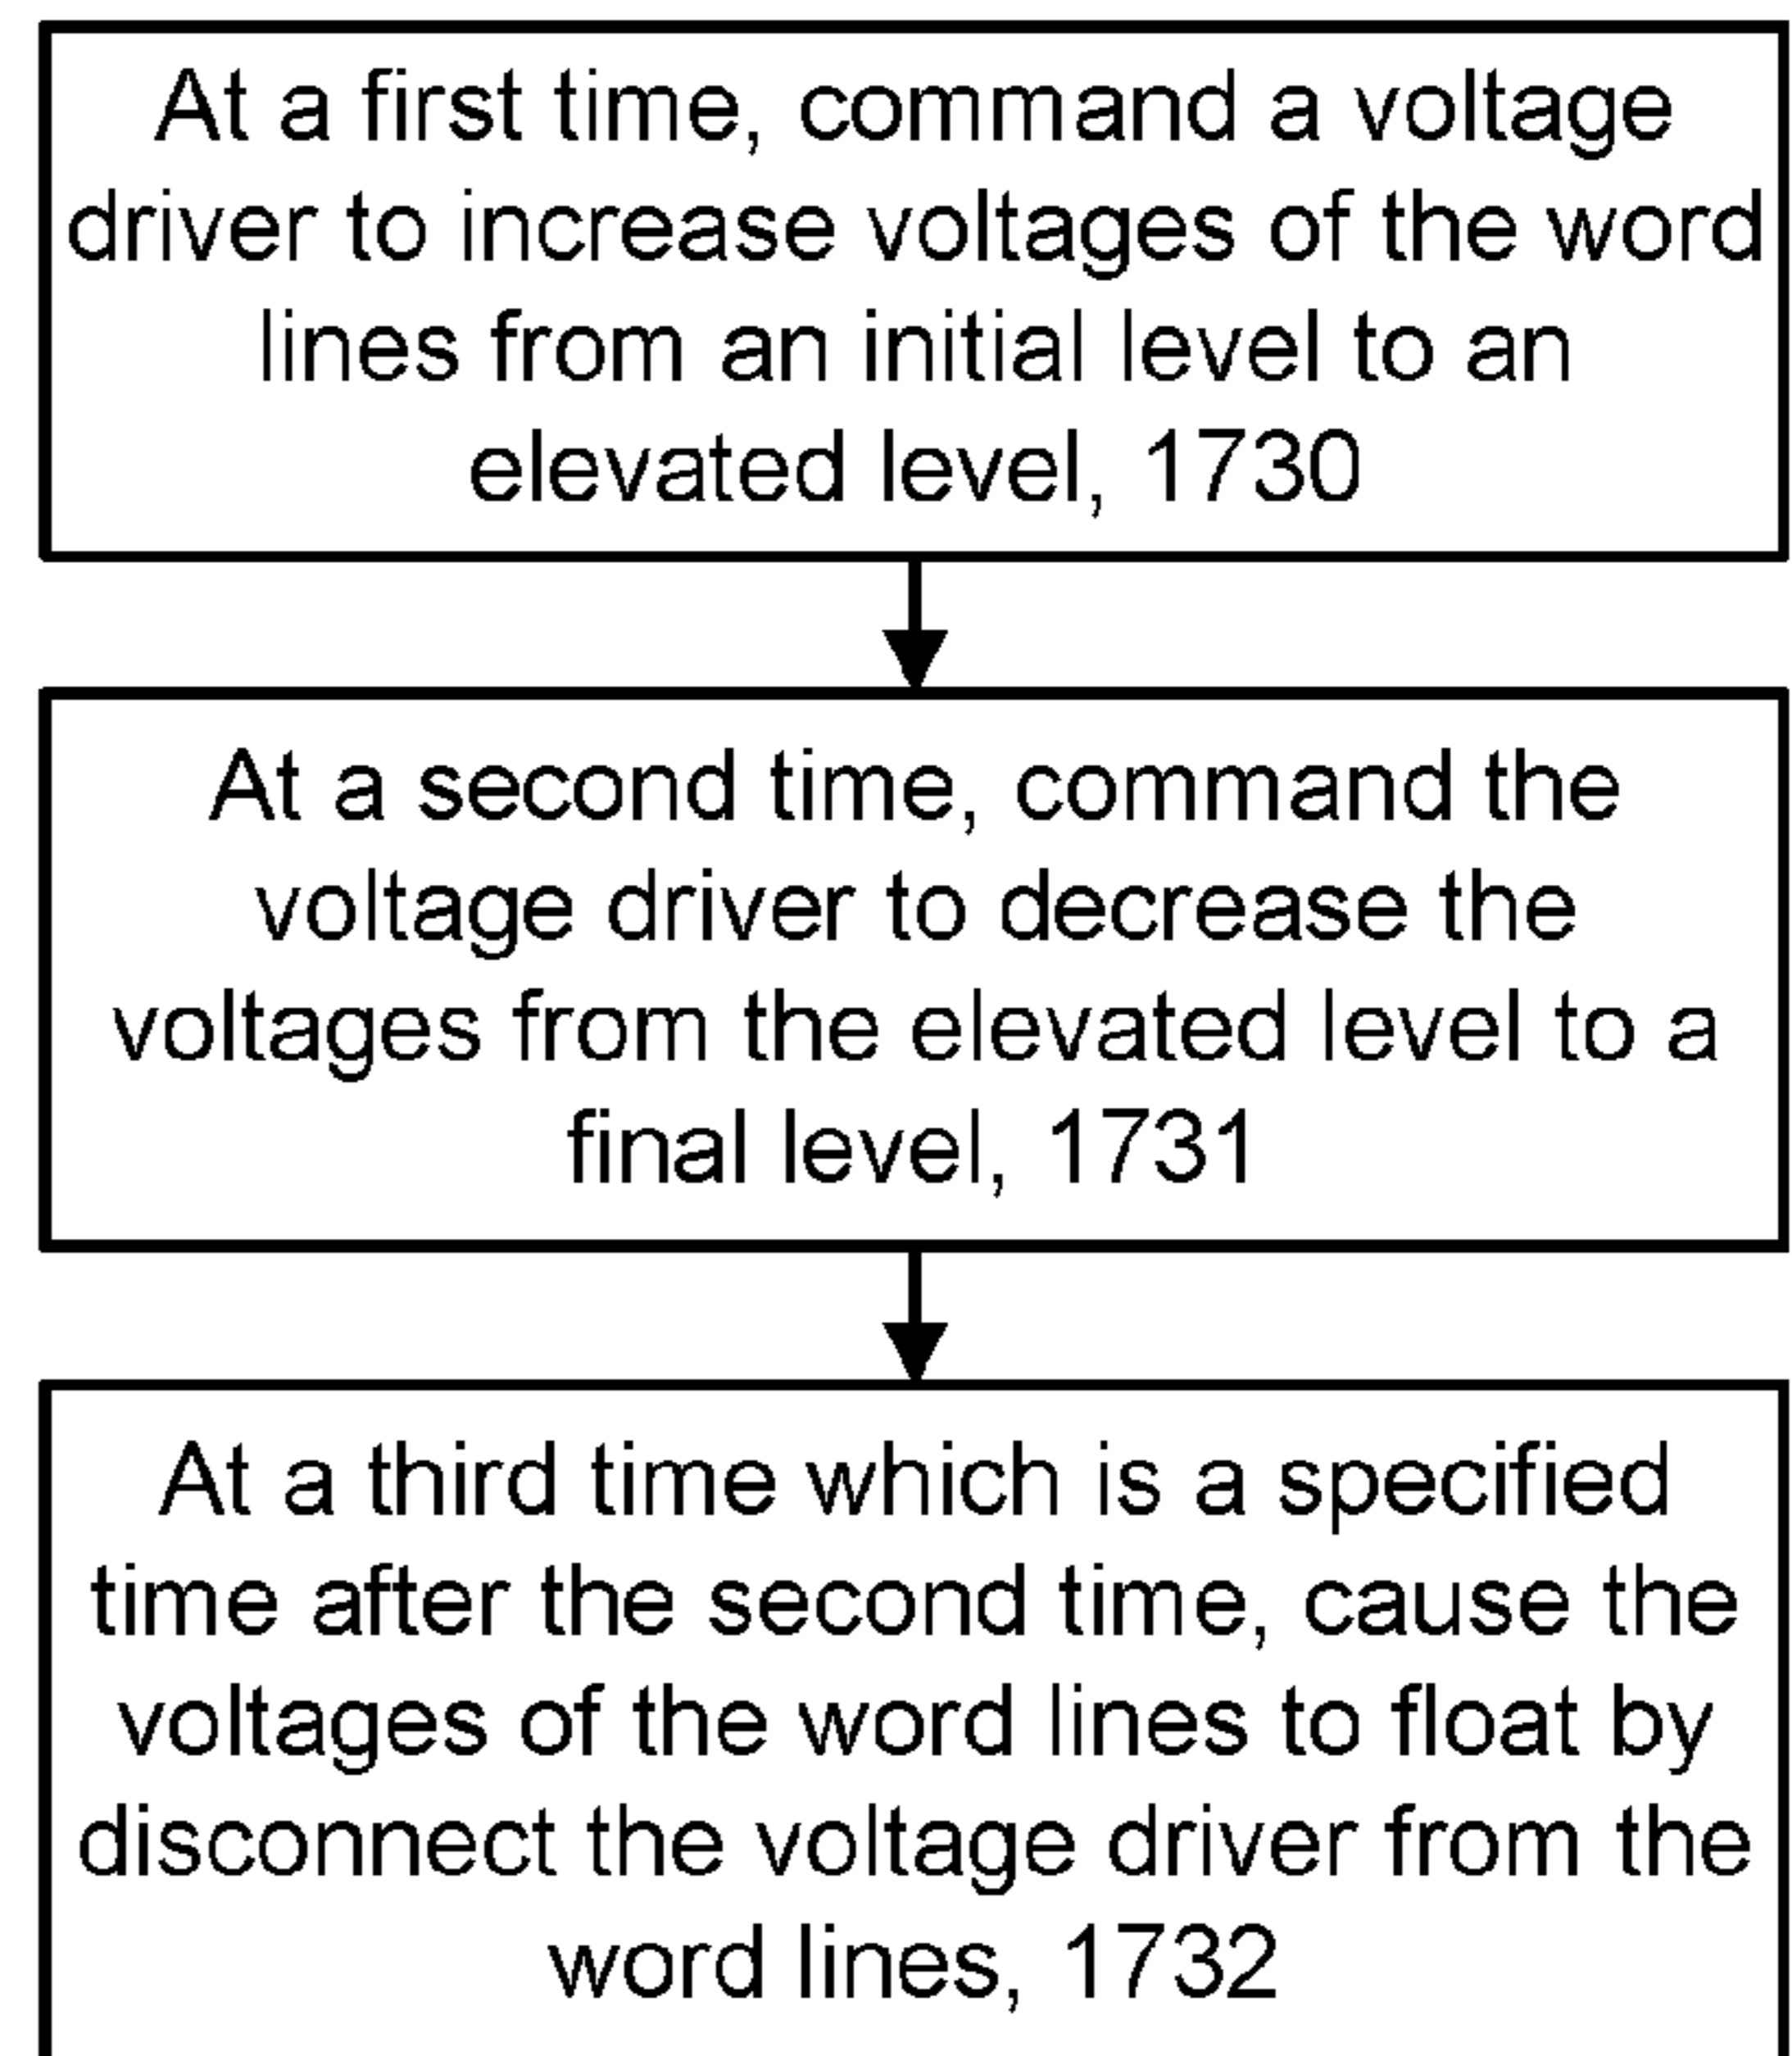 At a first time, command a voltage
driver to increase voltages of the word
lines from an initial level to an
elevated level, 1730
At a second time, command the
voltage driver to decrease the
voltages from the elevated level to a
final level, 1731
At a third time which is a specified
time after the second time, cause the
voltages of the word lines to float by
disconnect the voltage driver from the
word lines, 1732